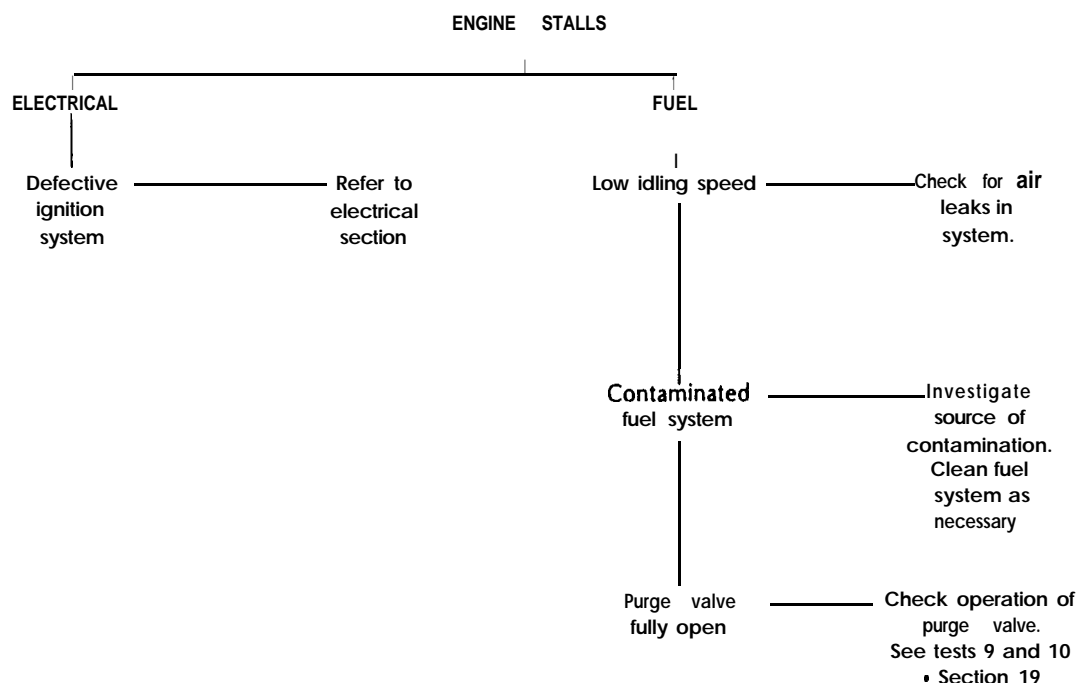 ENGINE STALLS
ELECTRICAL
FUEL
Defective
ignition
system
Refer to
electrical
section
Low idling speed
Check for air
leaks in
system.
Contaminated
fuel system
Investigate
source of
contamination.
Clean fuel
system as
necessary
Purge valve
fully open
Check operation of
purge valve.
See tests 9 and 10
• Section 19